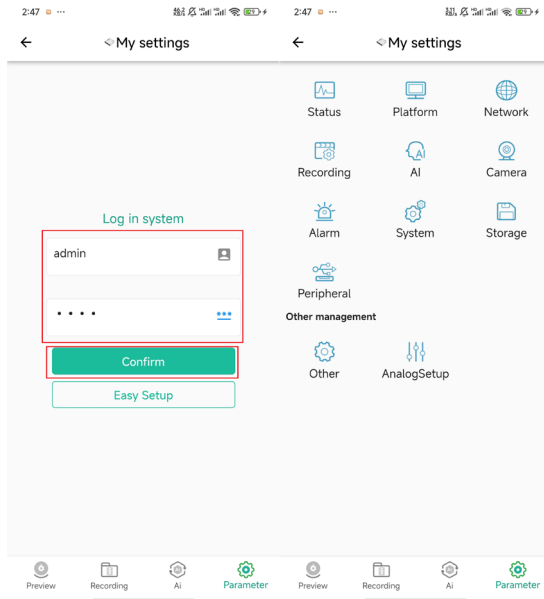 2:47
My settings
Log in system
admin
Confirm
Easy Setup
Preview
Recording
Ai
Parameter
2:47
My settings
Status
Platform
Network
Recording
AI
Camera
Alarm
System
Storage
Peripheral
Other management
Other
AnalogSetup
Preview
Recording
Ai
Parameter